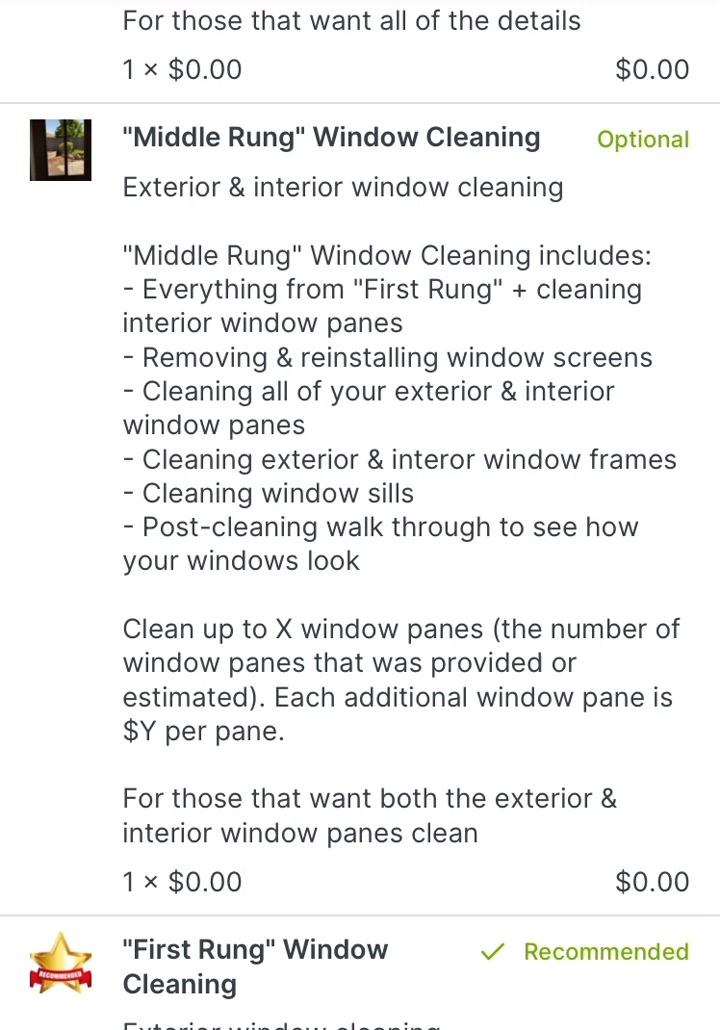 For those that want all of the details
1 × $0.00 $0.00
"Middle Rung" Window Cleaning Optional
Exterior & interior window cleaning
"Middle Rung" Window Cleaning includes:
- Everything from "First Rung" + cleaning
interior window panes
- Removing & reinstalling window screens
- Cleaning all of your exterior & interior
window panes
- Cleaning exterior & interor window frames
- Cleaning window sills
- Post-cleaning walk through to see how
your windows look
Clean up to X window panes (the number of
window panes that was provided or
estimated). Each additional window pane is
$Y per pane.
For those that want both the exterior &
interior window panes clean
1 × $0.00 $0.00
RECOMMENDED
"First Rung" Window ✓ Recommended
Cleaning
Exterior window cleaning